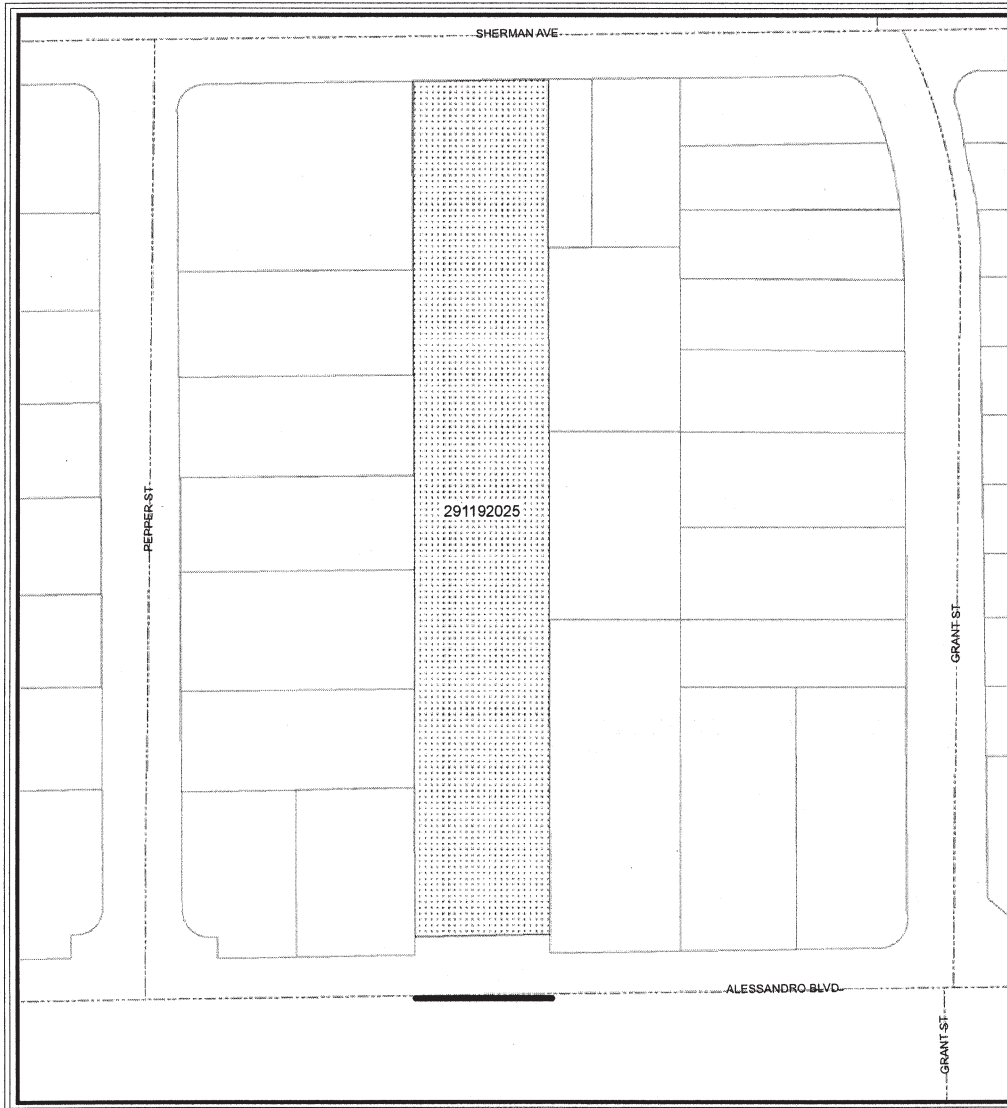 SHERMAN AVE
PEPPER ST
291192025
GRANT ST
ALESSANDRO BLVD
GRANT ST